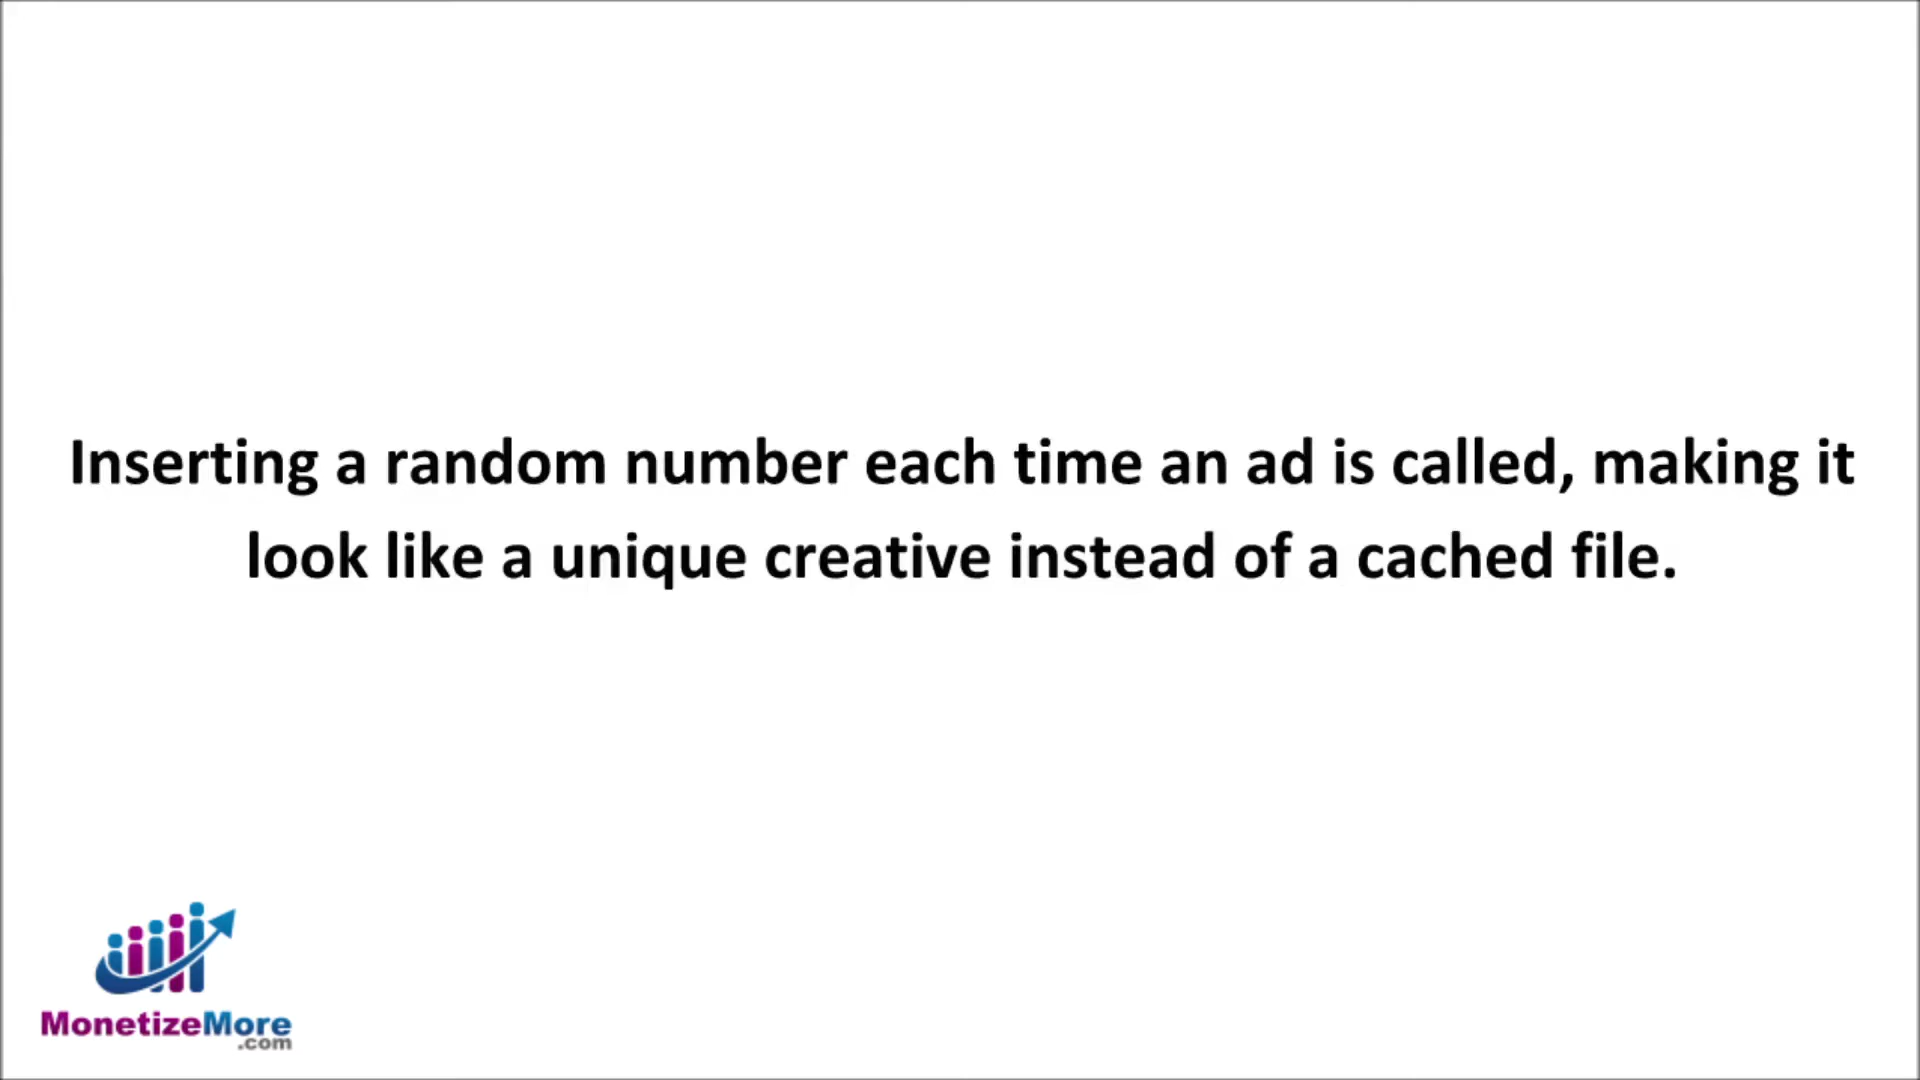 Inserting a random number each time an ad is called, making it
look like a unique creative instead of a cached file.
MonetizeMore
.com